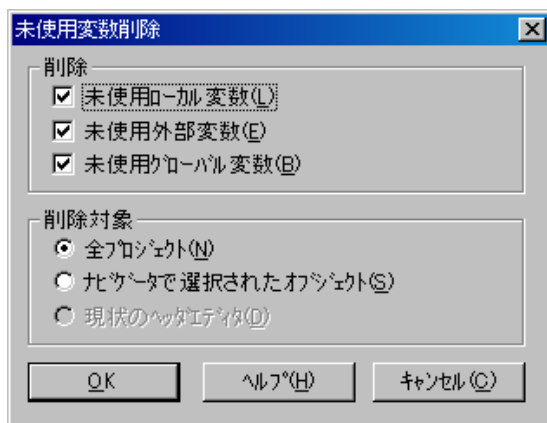 未使用変数削除
削除
未使用ﾛｰｶﾙ変数(L)
未使用外部変数(E)
未使用ｸﾞﾛｰﾊﾞﾙ変数(B)
削除対象
全ﾌﾟﾛｼﾞｪｸﾄ(N)
ﾅﾋﾞｹﾞｰﾀで選択されたｵﾌﾞｼﾞｪｸﾄ(S)
現状のﾍｯﾀﾞｴﾃﾞｨﾀ(D)
OK
ﾍﾙﾌﾟ(H)
ｷｬﾝｾﾙ(C)